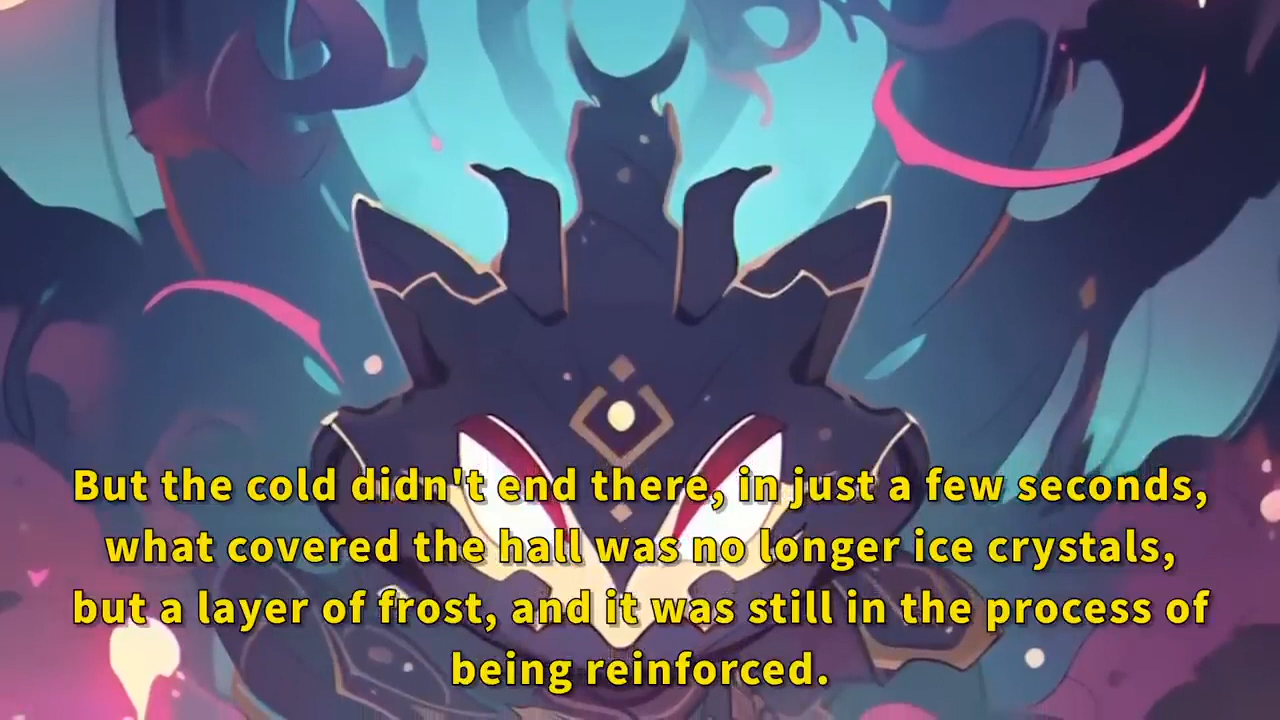 But the cold didn't end there, in just a few seconds,
what covered the hall was no longer ice crystals,
but a layer of frost, and it was still in the process of
being reinforced.